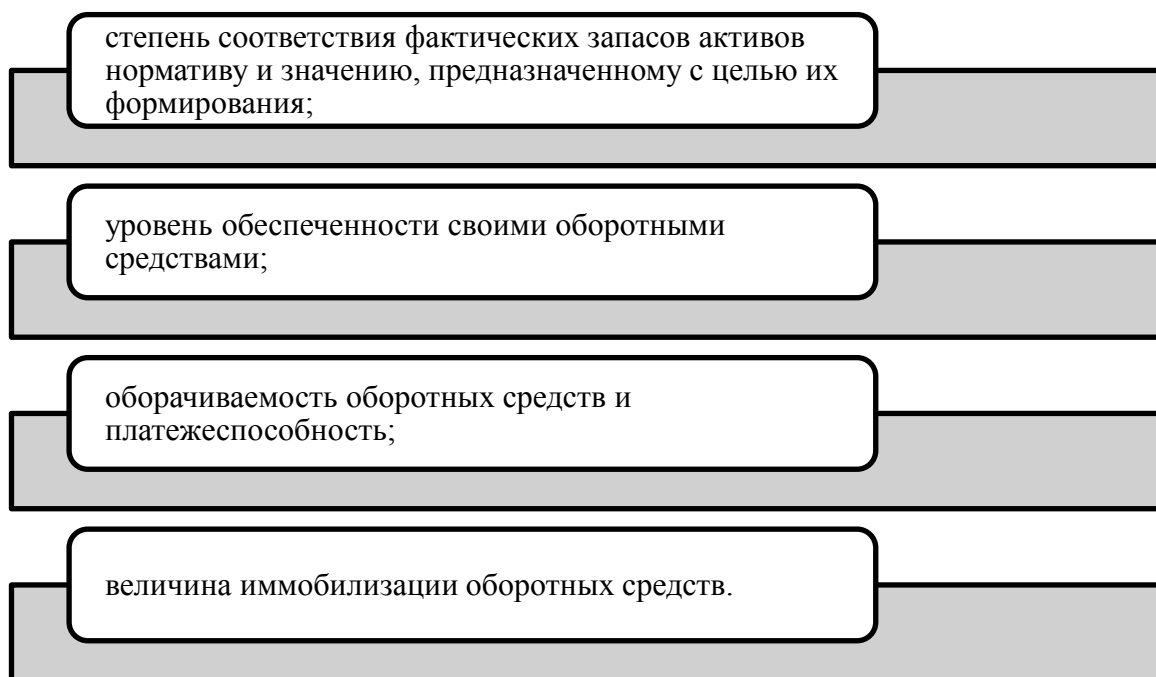 степень соответствия фактических запасов активов
нормативу и значению, предназначенному с целью их
формирования;
уровень обеспеченности своими оборотными
средствами;
оборачиваемость оборотных средств и
платежеспособность;
величина иммобилизации оборотных средств.